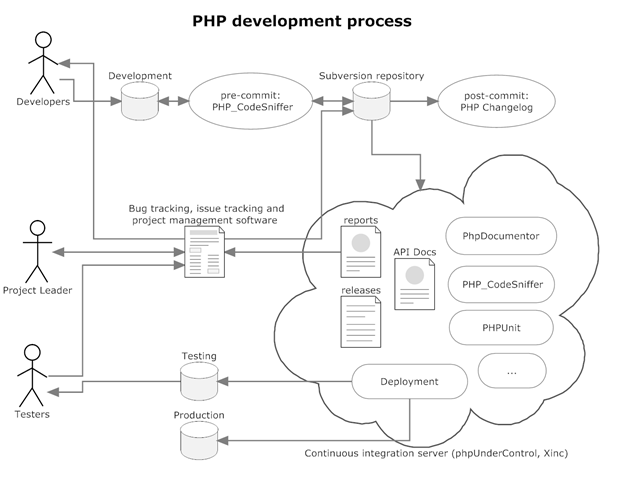 PHP development process
Developers
Development
pre-commit:
PHP_CodeSniffer
Subversion repository
post-commit:
PHP Changelog
Bug tracking, issue tracking and
project management software
Project Leader
reports
API Docs
releases
PhpDocumentor
PHP_CodeSniffer
PHPUnit
...
Testers
Testing
Deployment
Production
Continuous integration server (phpUnderControl, Xinc)